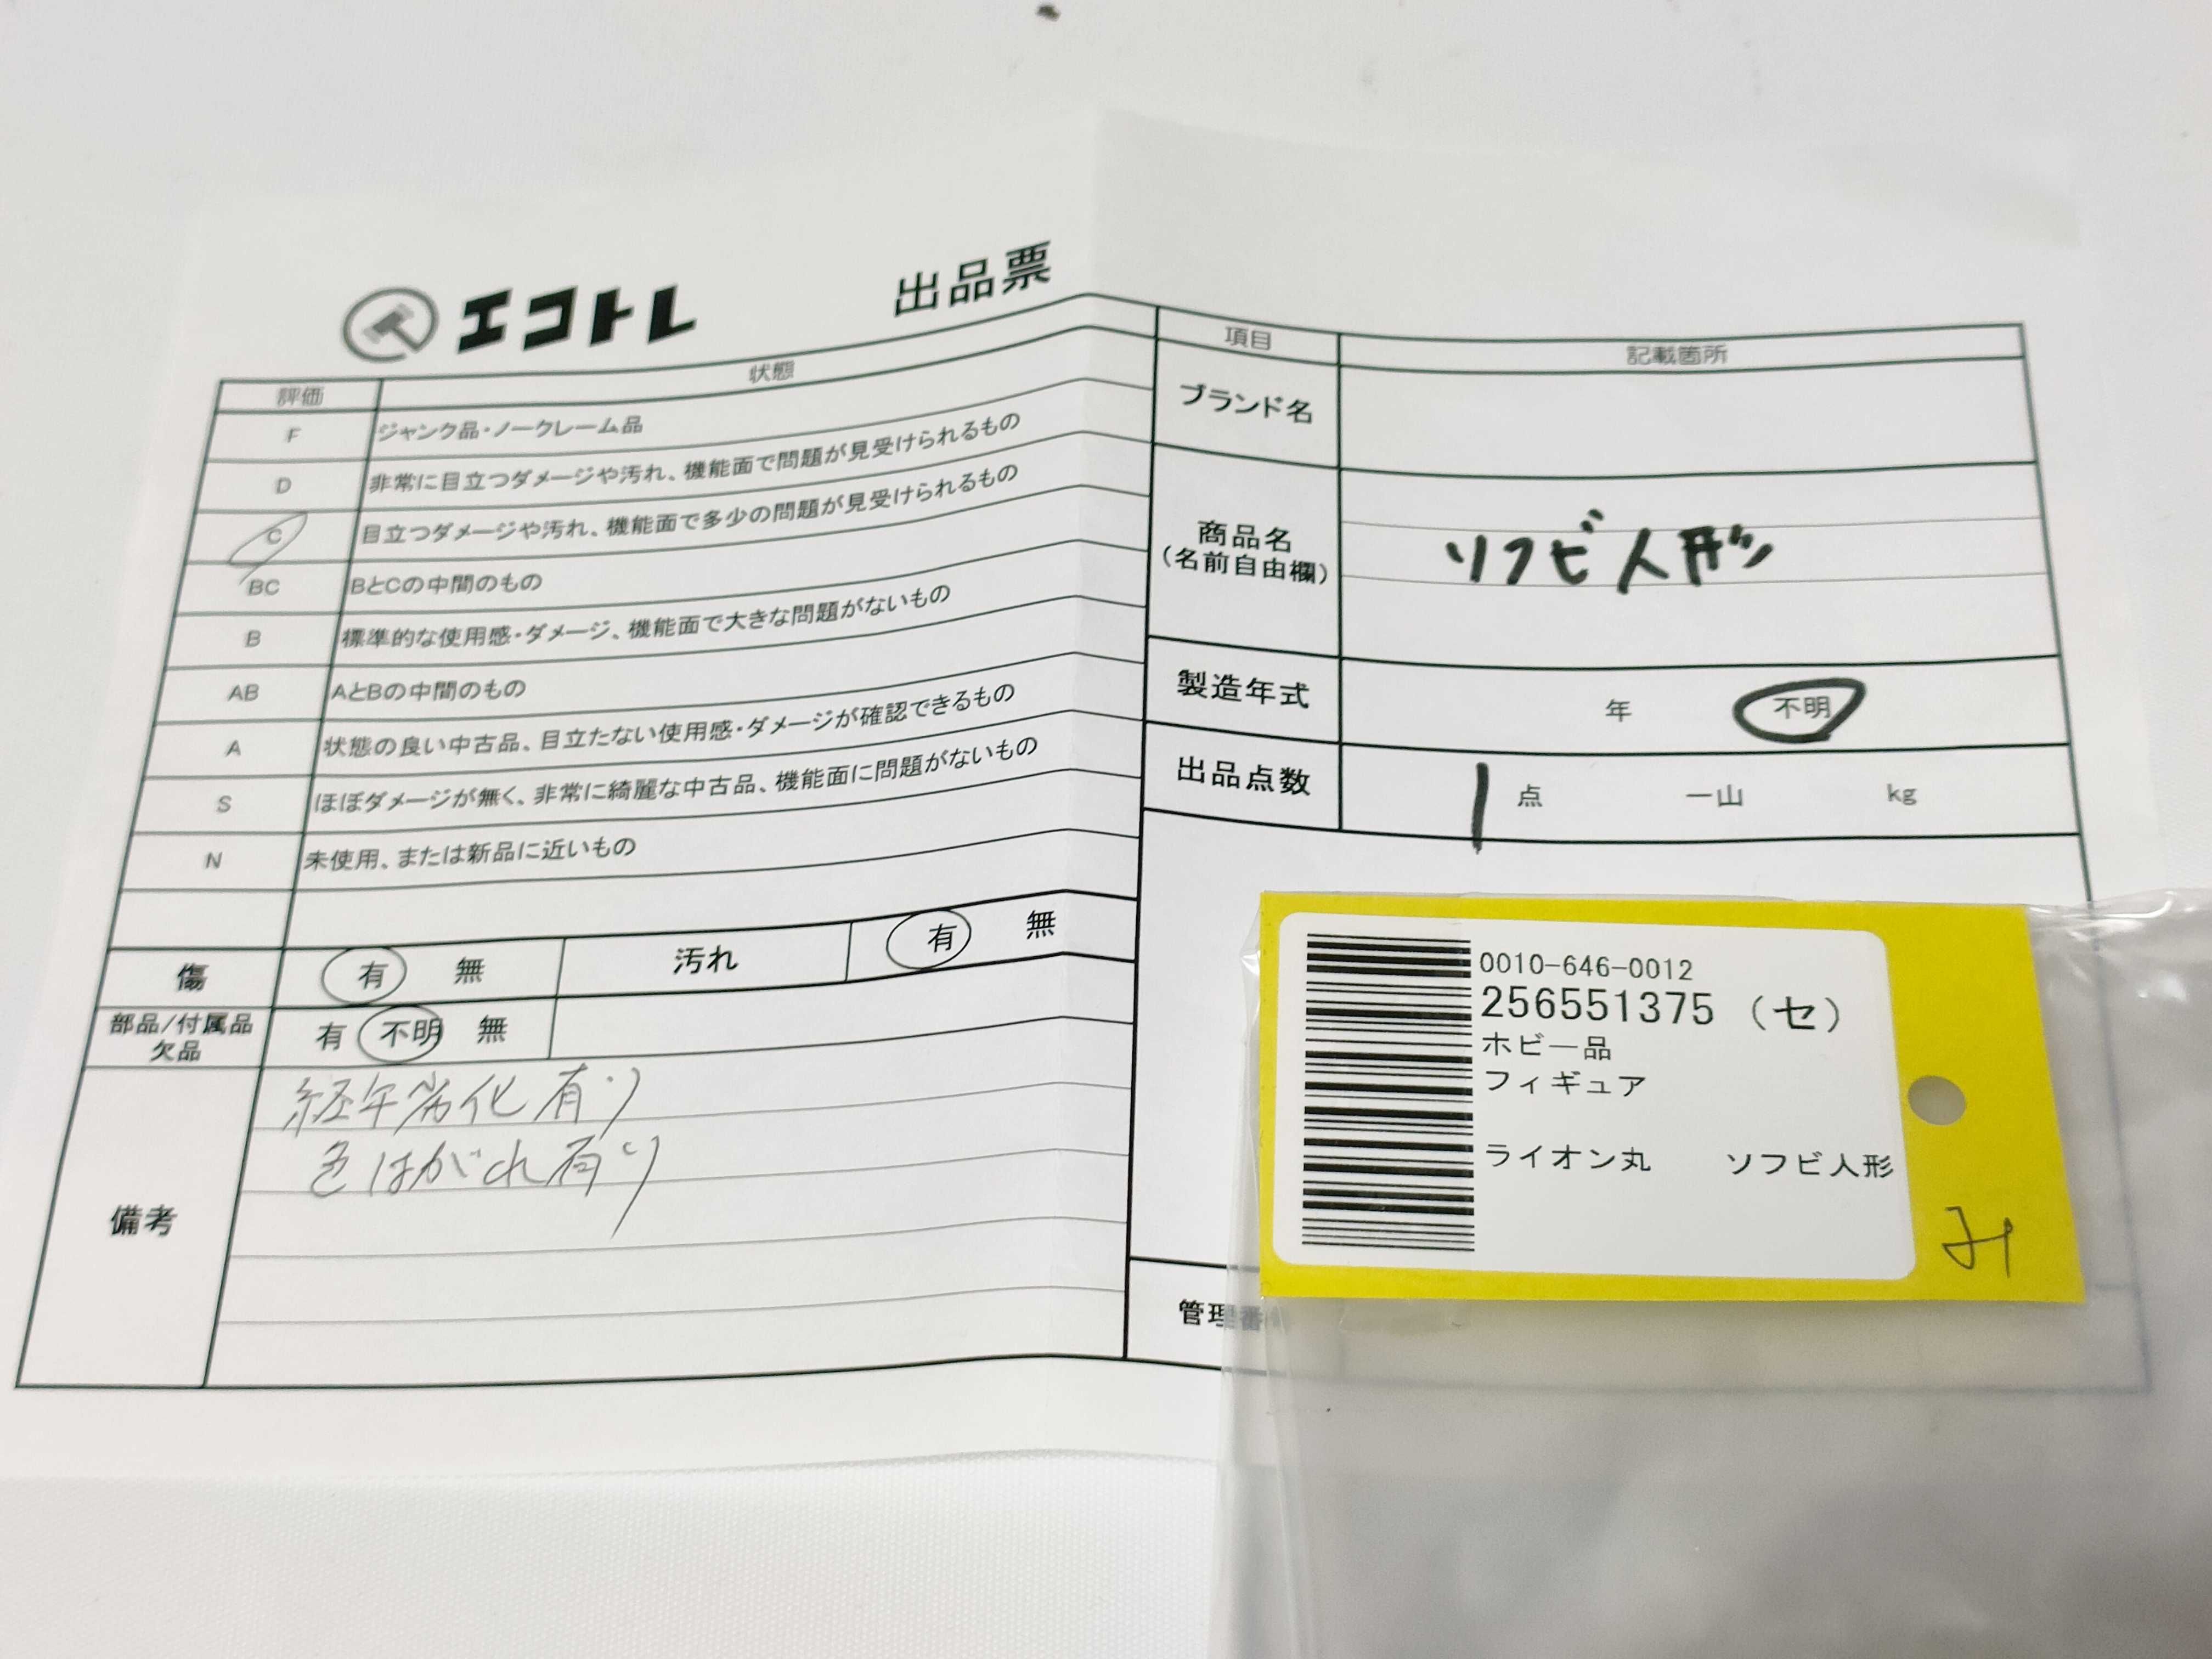 エコトレ 出品票
評価 状態
F ジャンク品・ノークレーム品
D 非常に目立つダメージや汚れ、機能面で問題が見受けられるもの
C 目立つダメージや汚れ、機能面で多少の問題が見受けられるもの
BC BとCの中間のもの
B 標準的な使用感・ダメージ、機能面で大きな問題がないもの
AB AとBの中間のもの
A 状態の良い中古品、目立たない使用感・ダメージが確認できるもの
S ほぼダメージが無く、非常に綺麗な中古品、機能面に問題がないもの
N 未使用、または新品に近いもの
傷 有 無 汚れ 有 無
部品/付属品
欠品 有 不明 無
備考
経年劣化有り
色はがれ有り
項目 記載箇所
ブランド名
商品名
(名前自由欄) ソフビ人形
製造年式 年 不明
出品点数 1 点 一山 kg
管理番
0010-646-0012
256551375 (セ)
ホビー品
フィギュア
ライオン丸 ソフビ人形
み